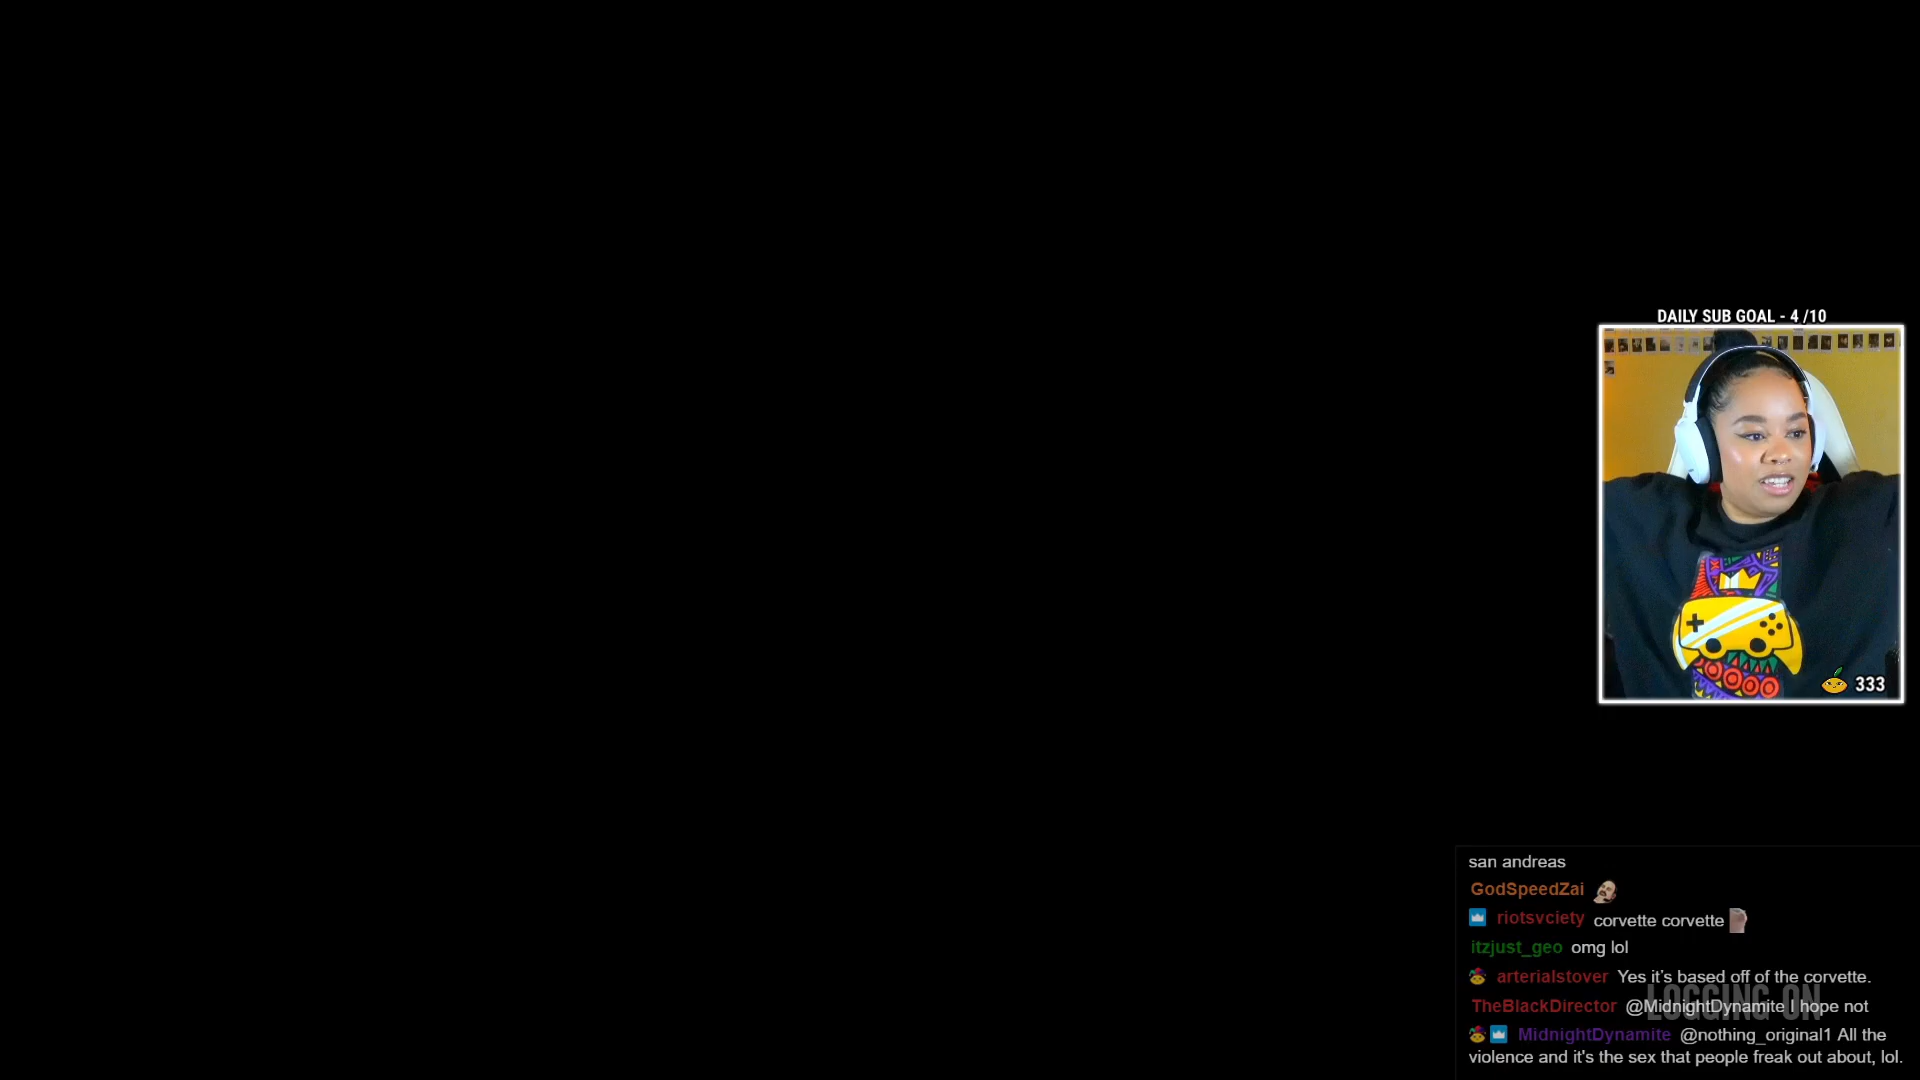 DAILY SUB GOAL - 4 /10
333
san andreas
GodSpeedZai
riotsvciety corvette corvette
itzjust_geo omg lol
arterialstover Yes it's based off of the corvette.
TheBlackDirector @MidnightDynamite I hope not
LOGGING ON
MidnightDynamite @nothing_original1 All the
violence and it's the sex that people freak out about, lol.